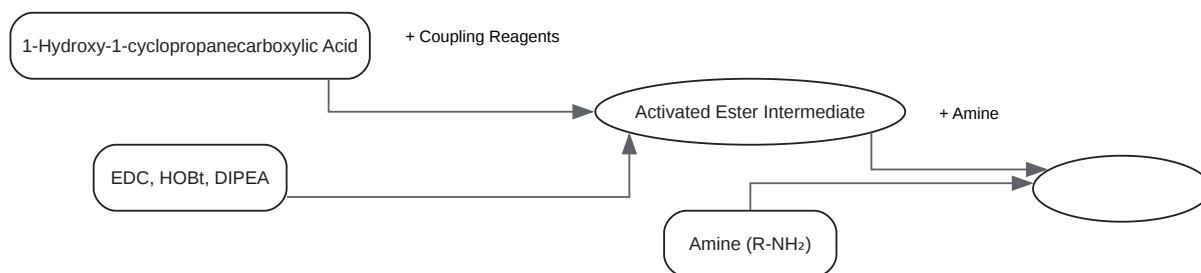 1-Hydroxy-1-cyclopropanecarboxylic Acid
+ Coupling Reagents
Activated Ester Intermediate
+ Amine
EDC, HOBt, DIPEA
Amine (R-NH₂)